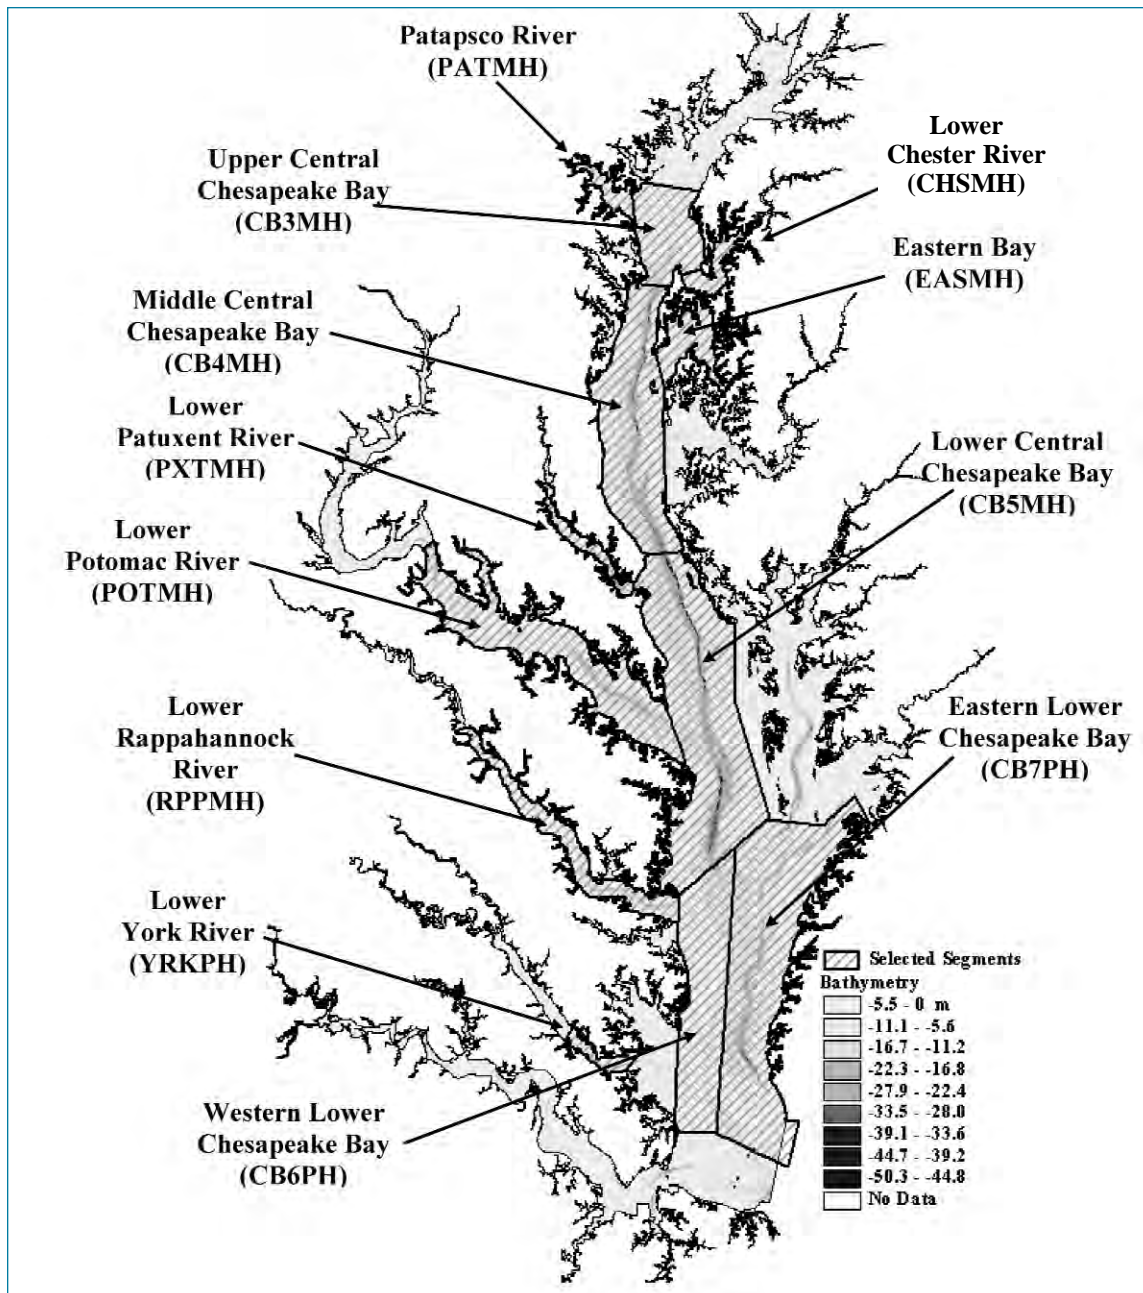 Patapsco River
(PATMH)
Lower
Chester River
(CHSMH)
Upper Central
Chesapeake Bay
(CB3MH)
Eastern Bay
(EASMH)
Middle Central
Chesapeake Bay
(CB4MH)
Lower
Patuxent River
(PXTMH)
Lower Central
Chesapeake Bay
(CB5MH)
Lower
Potomac River
(POTMH)
Lower
Rappahannock
River
(RPPMH)
Eastern Lower
Chesapeake Bay
(CB7PH)
Lower
York River
(YRKPH)
Western Lower
Chesapeake Bay
(CB6PH)
Selected Segments
Bathymetry
-5.5 - 0 m
-11.1 - -5.6
-16.7 - -11.2
-22.3 - -16.8
-27.9 - -22.4
-33.5 - -28.0
-39.1 - -33.6
-44.7 - -39.2
-50.3 - -44.8
No Data